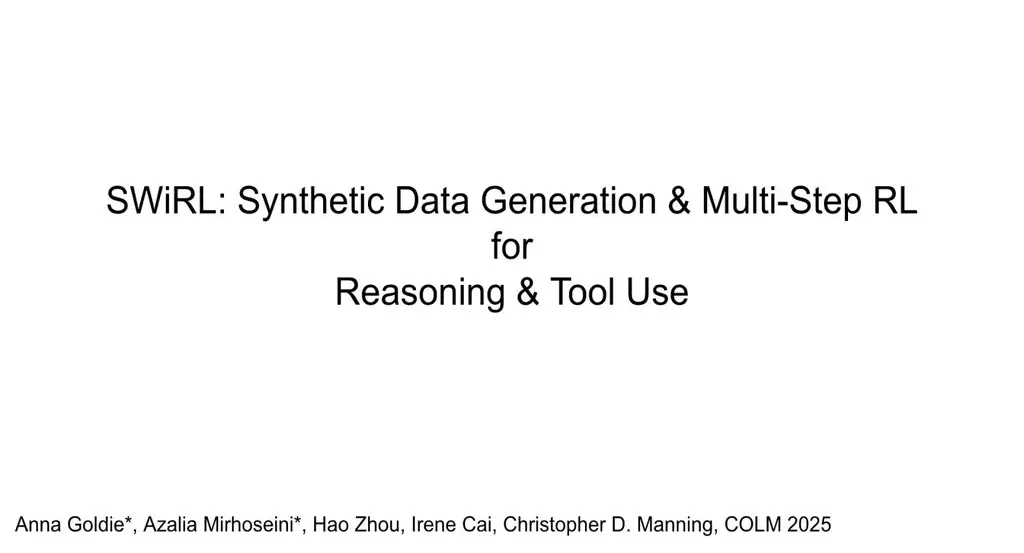 SWiRL: Synthetic Data Generation & Multi-Step RL
for
Reasoning & Tool Use
Anna Goldie*, Azalia Mirhoseini*, Hao Zhou, Irene Cai, Christopher D. Manning, COLM 2025